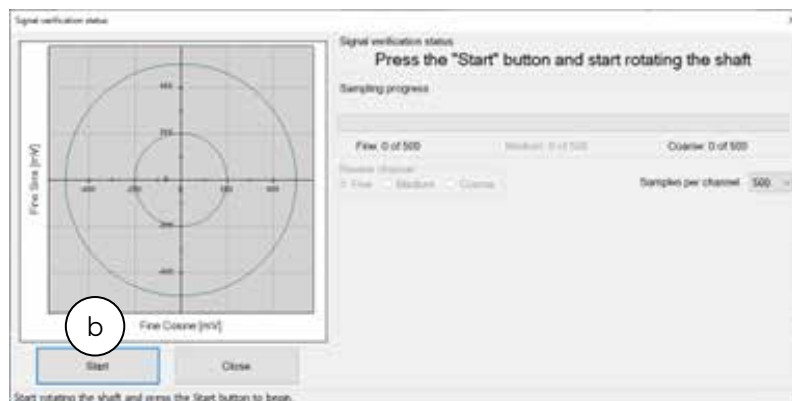 Signal verification status
Signal verification status
Press the "Start" button and start rotating the shaft
Sampling progress
Fine: 0 of 500
Medium: 0 of 500
Coarse: 0 of 500
Fine
Medium
Coarse
Samples per channel
500
Fine Sine [mV]
400
200
0
-400
-200
0
200
400
-200
-400
Fine Cosine [mV]
b
Start
Close
Start rotating the shaft and press the Start button to begin.